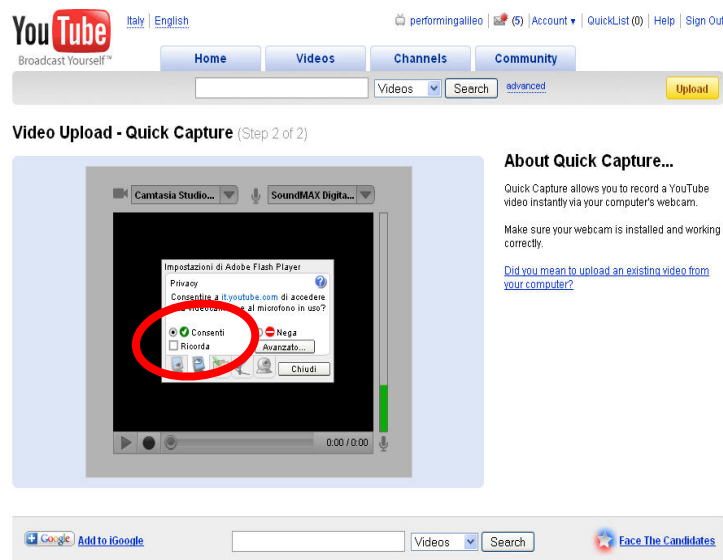 You Tube
Broadcast Yourself™
Italy | English
performingalileo | (5) | Account ▾ | QuickList (0) | Help | Sign Out
Home Videos Channels Community
Videos Search advanced Upload
Video Upload - Quick Capture (Step 2 of 2)
Camtasia Studio... SoundMAX Digita...
Impostazioni di Adobe Flash Player
Privacy
Consentire a it.youtube.com di accedere
al microfono in uso?
Consenti Nega
Ricorda Avanzato...
Chiudi
0:00 / 0:00
About Quick Capture...
Quick Capture allows you to record a YouTube
video instantly via your computer's webcam.
Make sure your webcam is installed and working
correctly.
Did you mean to upload an existing video from
your computer?
Google Add to iGoogle Videos Search Face The Candidates